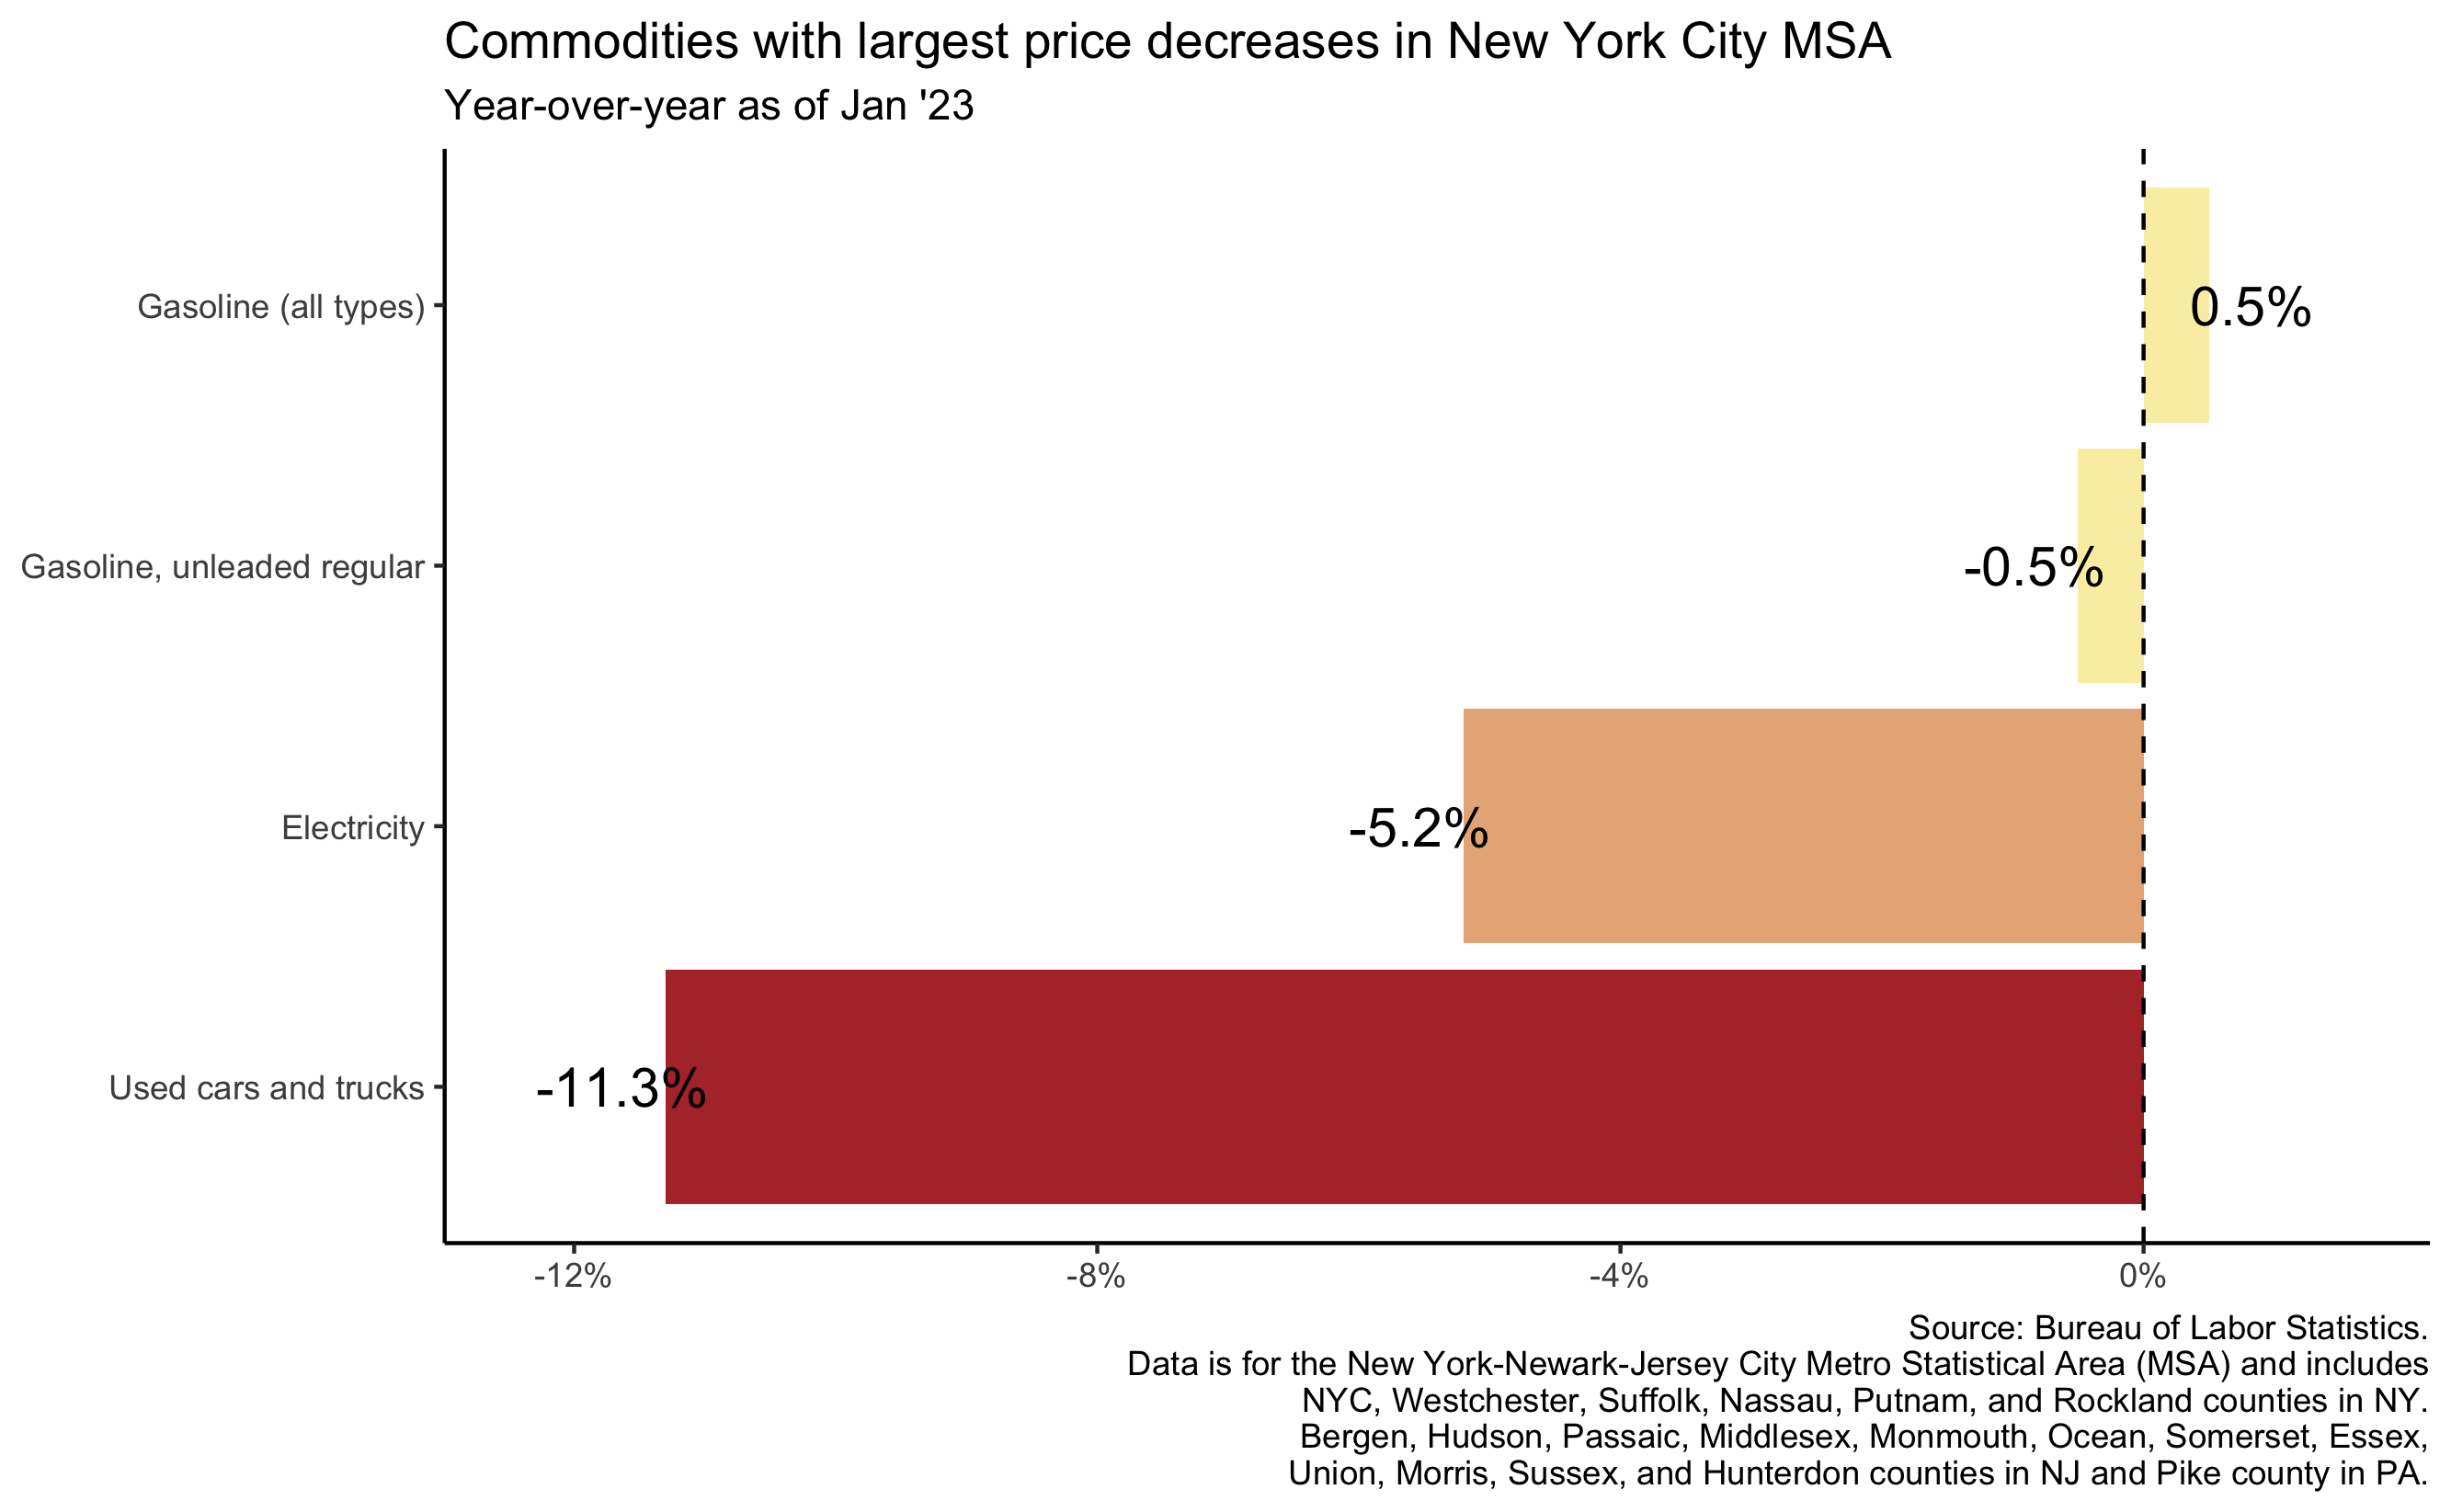 Commodities with largest price decreases in New York City MSA
Year-over-year as of Jan '23
Gasoline (all types)
0.5%
Gasoline, unleaded regular
-0.5%
Electricity
-5.2%
Used cars and trucks
-11.3%
-12%
-8%
-4%
0%
Source: Bureau of Labor Statistics.
Data is for the New York-Newark-Jersey City Metro Statistical Area (MSA) and includes
NYC, Westchester, Suffolk, Nassau, Putnam, and Rockland counties in NY.
Bergen, Hudson, Passaic, Middlesex, Monmouth, Ocean, Somerset, Essex,
Union, Morris, Sussex, and Hunterdon counties in NJ and Pike county in PA.